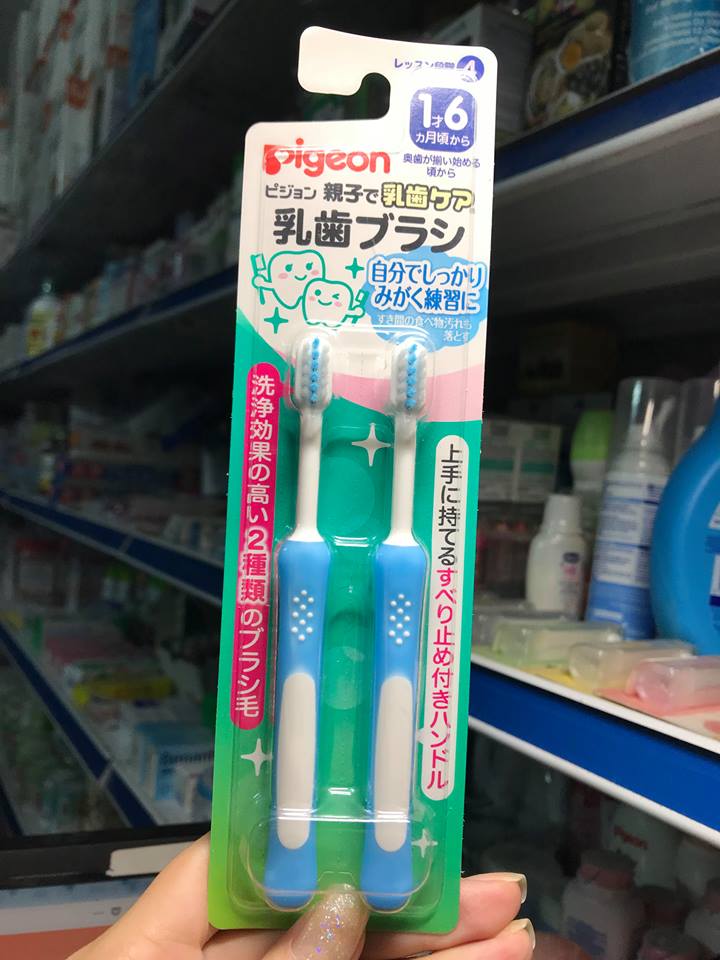 レッスン段階 4
1才6
カ月頃から
奥歯が揃い始める
頃から
Pigeon
ピジョン 親子で乳歯ケア
乳歯ブラシ
自分でしっかり
みがく練習に
すき間の食べ物汚れも
落とす
洗浄効果の高い2種類のブラシ毛
上手に持てるすべり止め付きハンドル
Pigeon